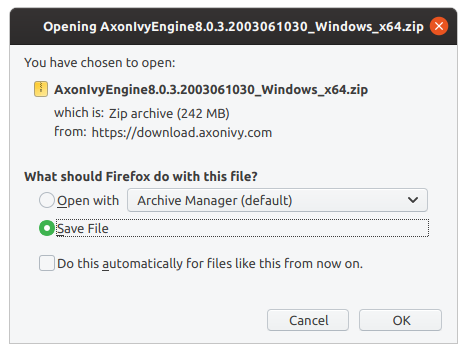 Opening AxonIvyEngine8.0.3.2003061030_Windows_x64.zip
You have chosen to open:
AxonIvyEngine8.0.3.2003061030_Windows_x64.zip
which is: Zip archive (242 MB)
from: https://download.axonivy.com
What should Firefox do with this file?
Open with Archive Manager (default)
Save File
Do this automatically for files like this from now on.
Cancel OK